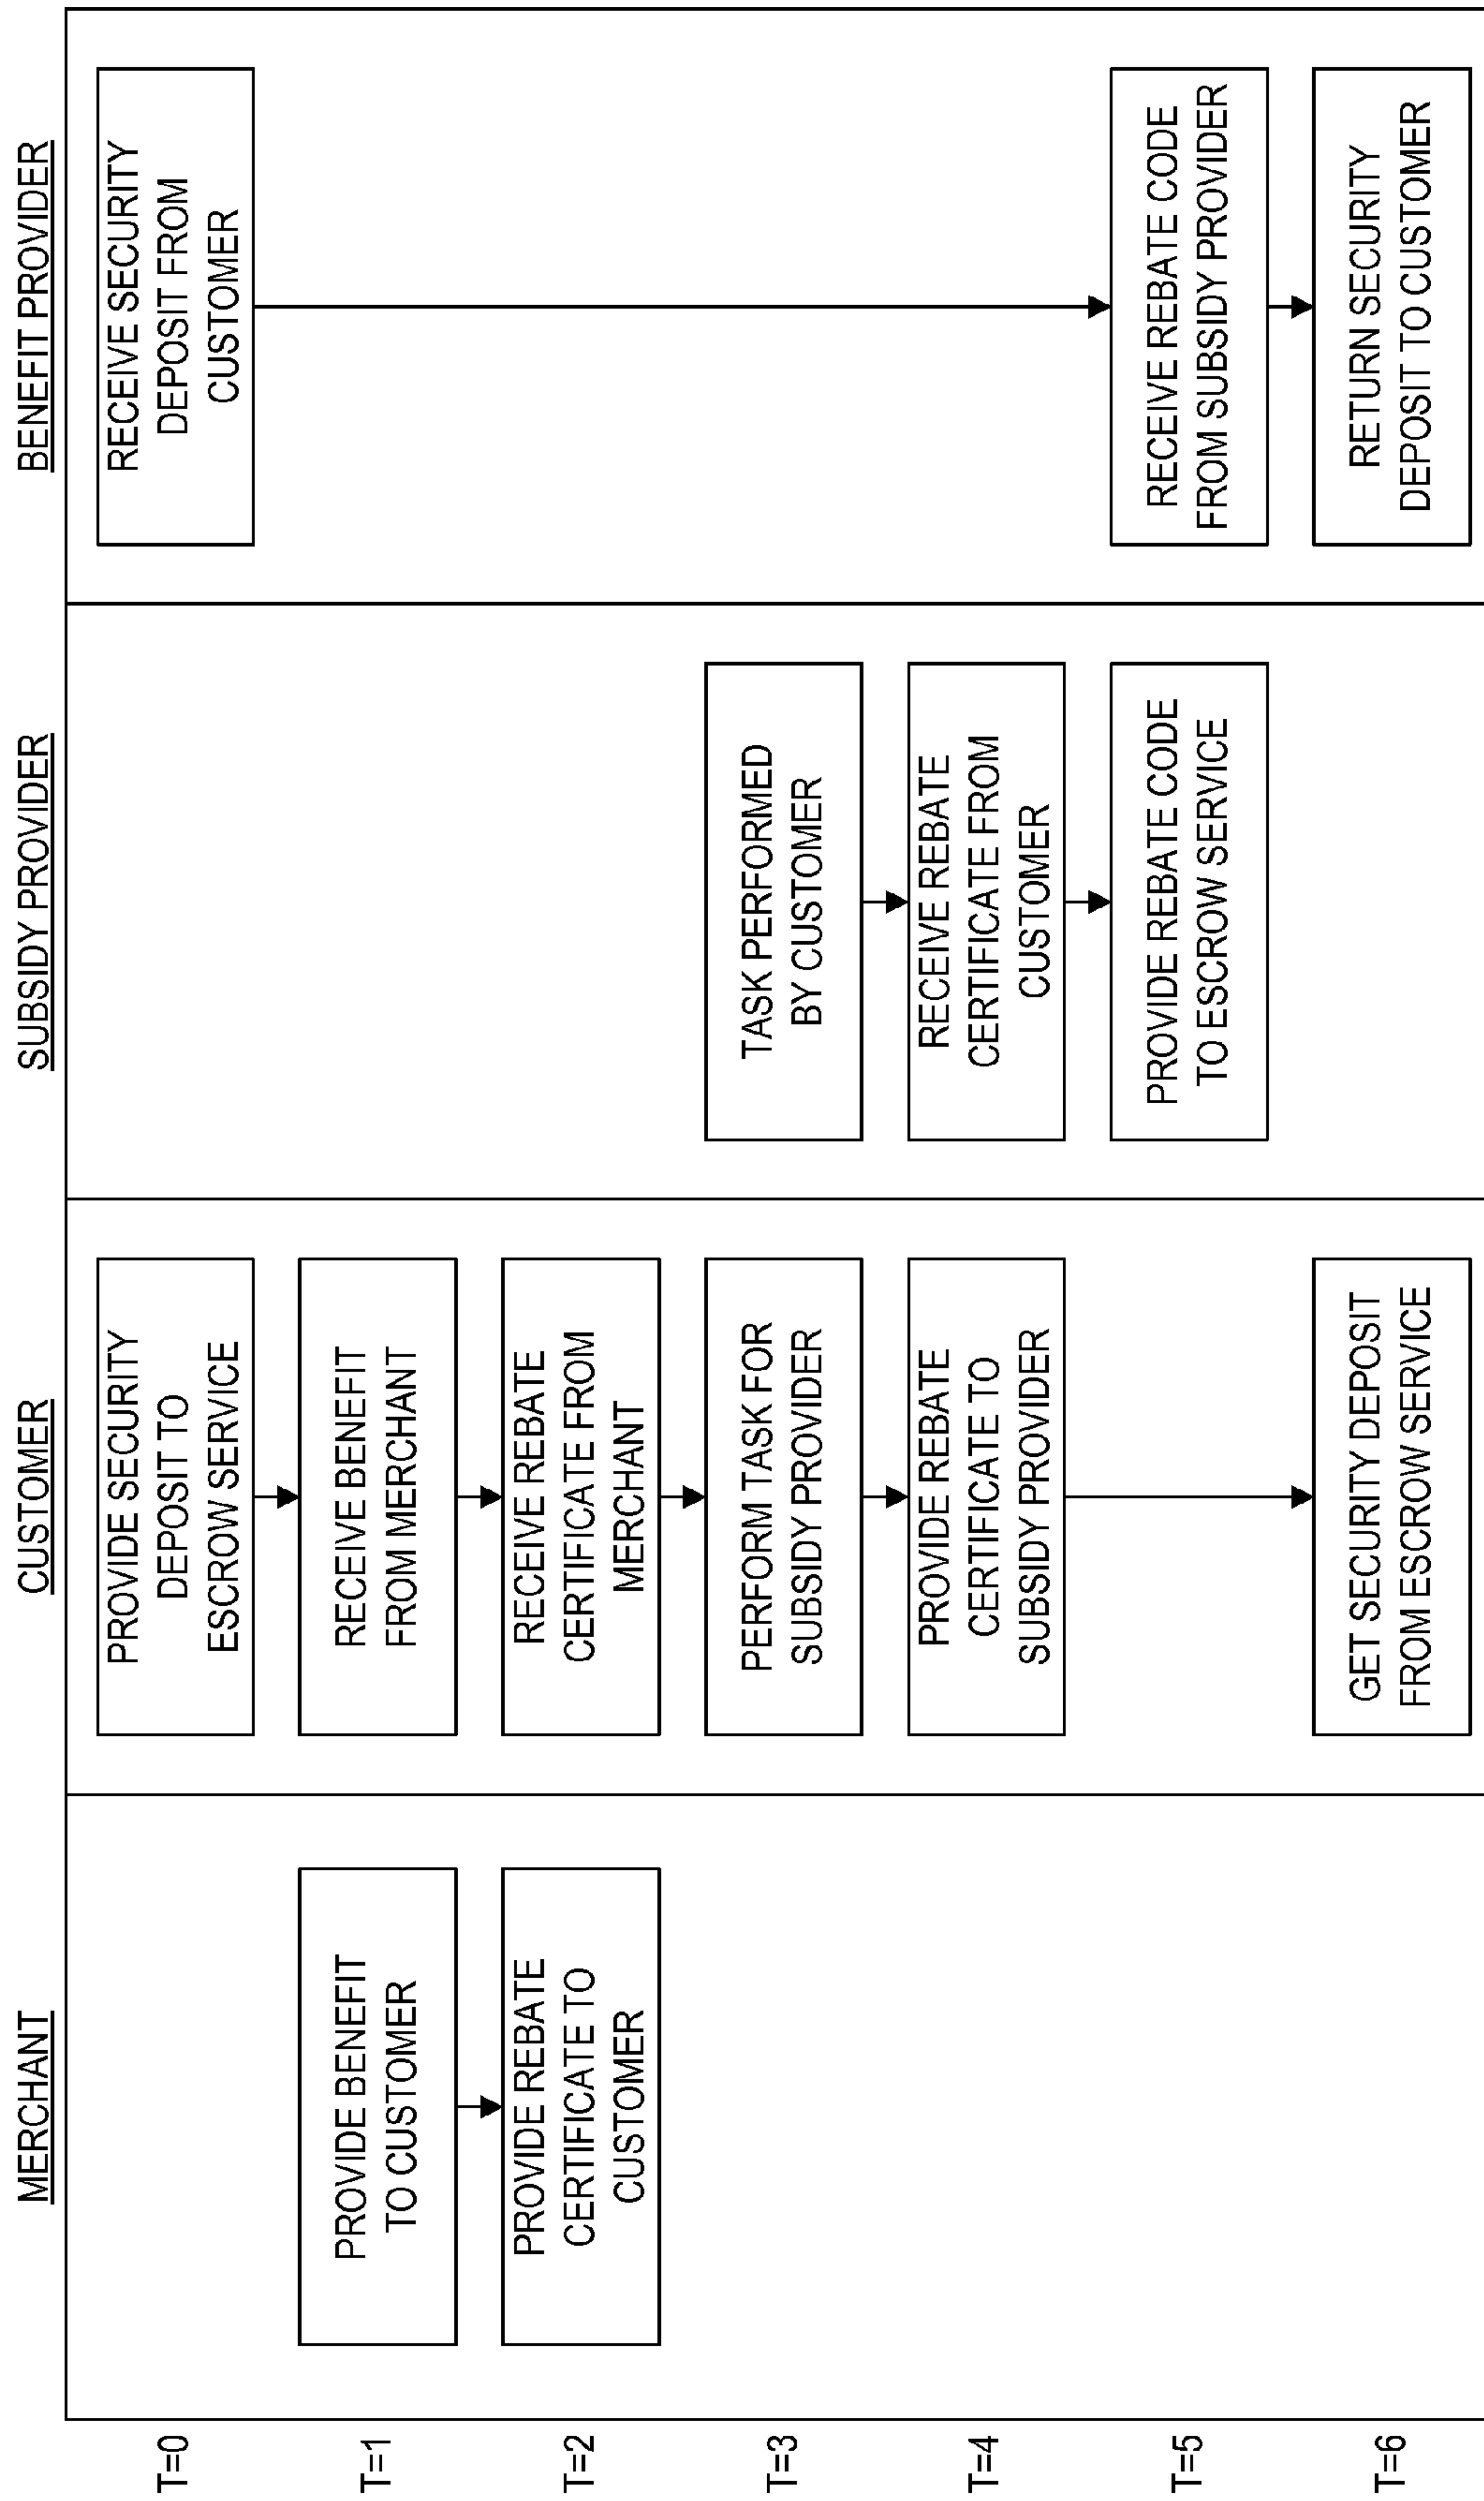 MERCHANT
CUSTOMER
SUBSIDY PROVIDER
BENEFIT PROVIDER
T=0
PROVIDE SECURITY
DEPOSIT TO
ESCROW SERVICE
RECEIVE SECURITY
DEPOSIT FROM
CUSTOMER
T=1
PROVIDE BENEFIT
TO CUSTOMER
RECEIVE BENEFIT
FROM MERCHANT
T=2
PROVIDE REBATE
CERTIFICATE TO
CUSTOMER
RECEIVE REBATE
CERTIFICATE FROM
MERCHANT
T=3
PERFORM TASK FOR
SUBSIDY PROVIDER
TASK PERFORMED
BY CUSTOMER
T=4
PROVIDE REBATE
CERTIFICATE TO
SUBSIDY PROVIDER
RECEIVE REBATE
CERTIFICATE FROM
CUSTOMER
T=5
PROVIDE REBATE CODE
TO ESCROW SERVICE
RECEIVE REBATE CODE
FROM SUBSIDY PROVIDER
T=6
GET SECURITY DEPOSIT
FROM ESCROW SERVICE
RETURN SECURITY
DEPOSIT TO CUSTOMER